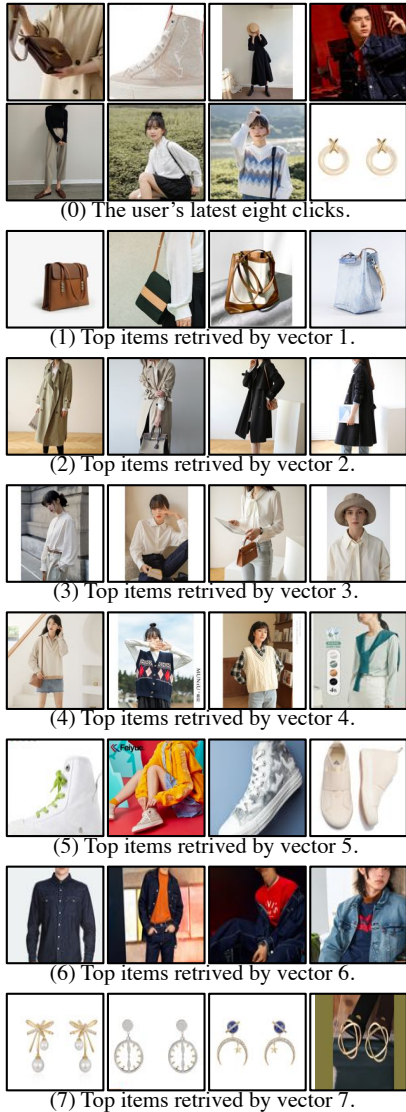 (0) The user's latest eight clicks.
(1) Top items retrived by vector 1.
(2) Top items retrived by vector 2.
(3) Top items retrived by vector 3.
(4) Top items retrived by vector 4.
Feiyue
(5) Top items retrived by vector 5.
(6) Top items retrived by vector 6.
(7) Top items retrived by vector 7.